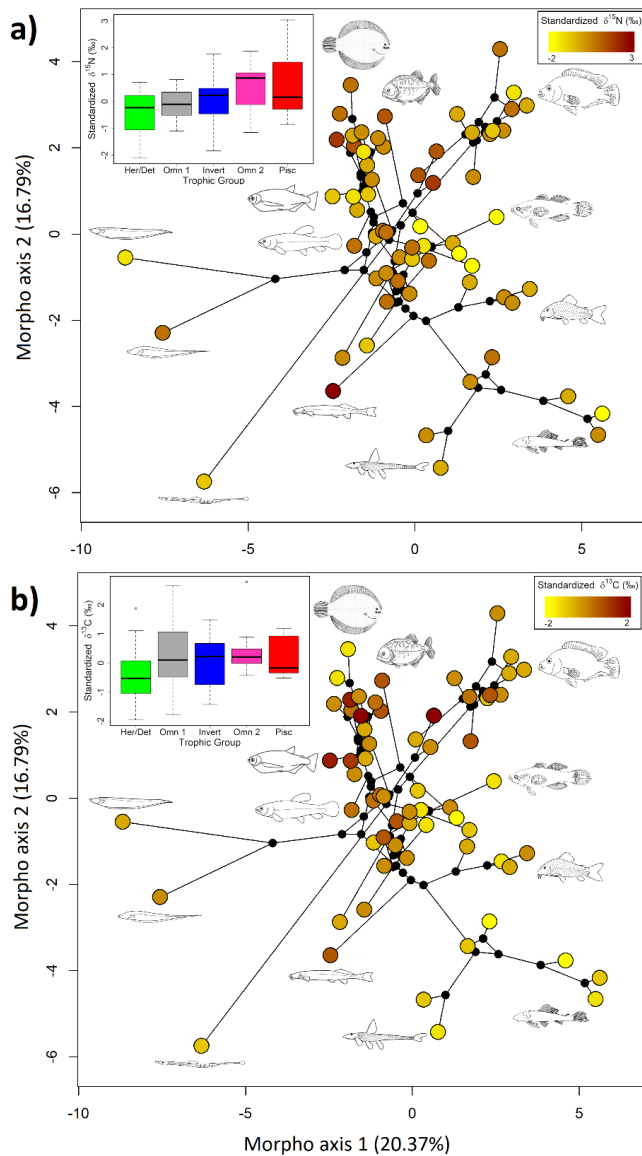 a)
Standardized δ¹⁵N (‰)
3
2
1
0
-1
-2
Her/Det Omn 1 Invert Omn 2 Pisc
Trophic Group
Standardized δ¹⁵N (‰)
-2 3
Morpho axis 2 (16.79%)
4
2
0
-2
-4
-6
-10 -5 0 5
b)
Standardized δ¹³C (‰)
3
2
1
0
-1
-2
Her/Det Omn 1 Invert Omn 2 Pisc
Trophic Group
Standardized δ¹³C (‰)
-2 2
Morpho axis 2 (16.79%)
4
2
0
-2
-4
-6
-10 -5 0 5
Morpho axis 1 (20.37%)